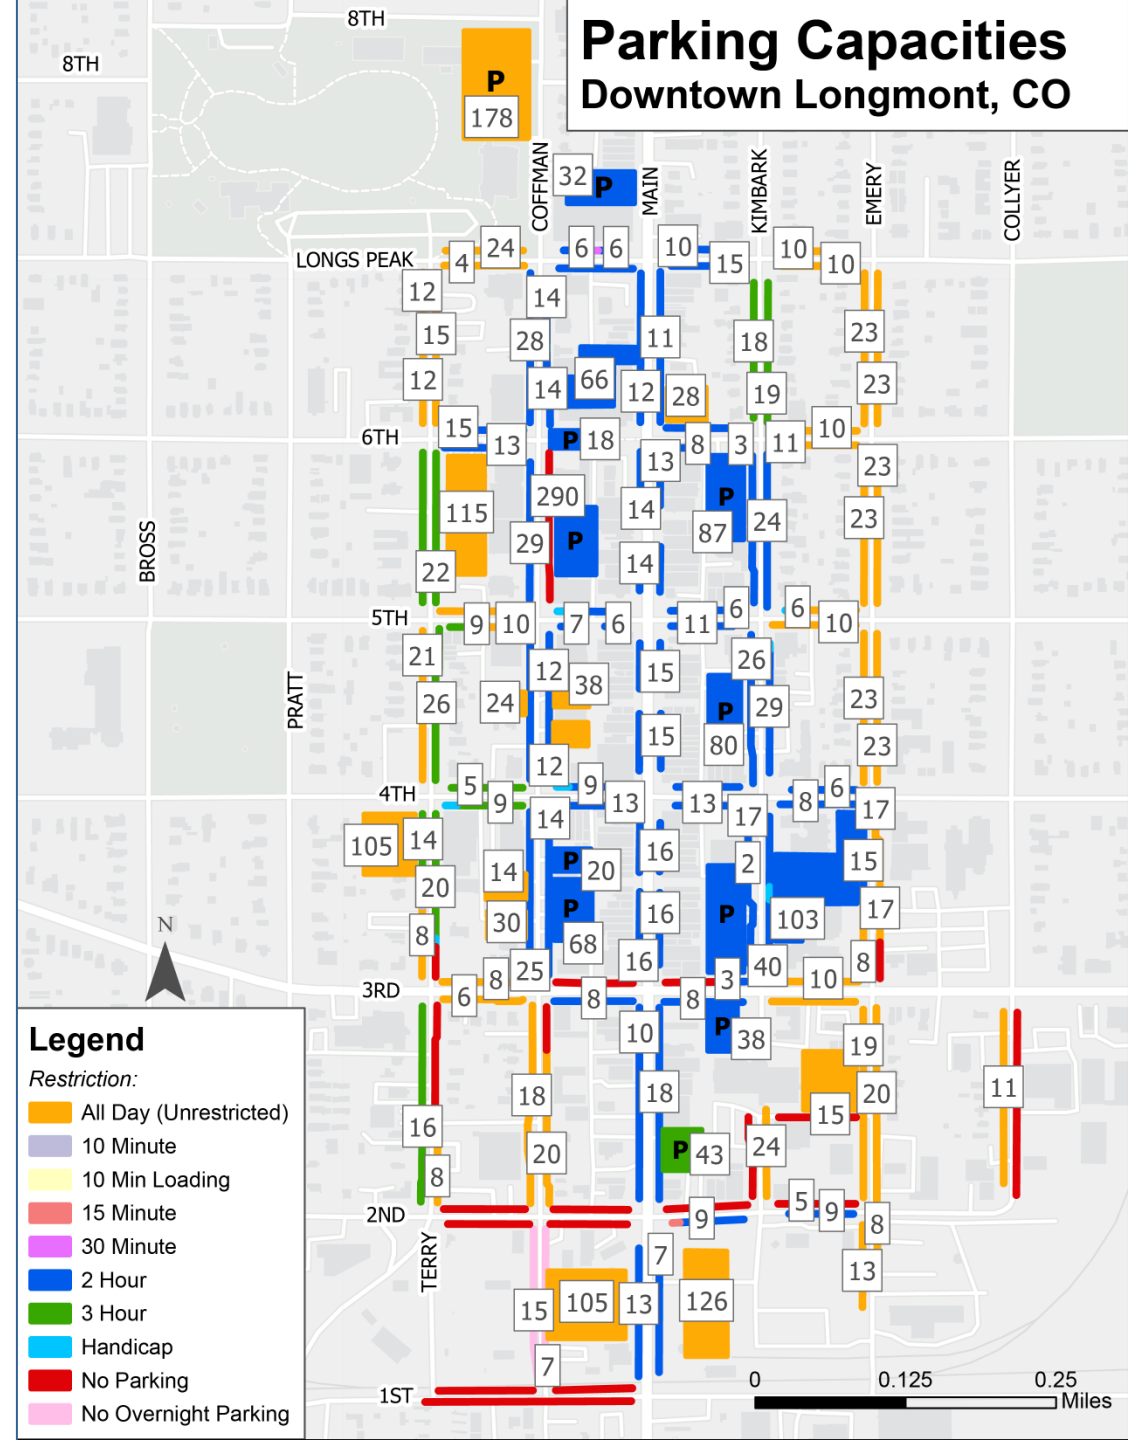 Parking Capacities
Downtown Longmont, CO
8TH
8TH
P
178
COFFMAN
32
P
MAIN
KIMBARK
EMERY
COLLYER
LONGS PEAK
4
24
6
6
10
15
10
10
12
14
15
28
11
18
23
12
14
66
12
28
19
23
6TH
15
13
P
18
13
8
3
11
10
23
115
290
14
P
87
24
23
29
P
14
22
BROSS
5TH
9
10
7
6
11
6
6
10
21
12
38
15
26
26
24
P
29
23
PRATT
15
80
23
12
4TH
5
9
9
13
13
17
8
6
17
14
105
14
16
2
15
P
20
14
20
30
P
68
16
P
103
17
8
N
16
40
8
3RD
6
8
25
8
8
3
10
10
P
38
19
18
18
20
11
16
15
20
P
43
24
8
2ND
9
5
9
8
TERRY
7
13
15
105
13
126
7
1ST
0
0.125
0.25
Miles
Legend
Restriction:
All Day (Unrestricted)
10 Minute
10 Min Loading
15 Minute
30 Minute
2 Hour
3 Hour
Handicap
No Parking
No Overnight Parking